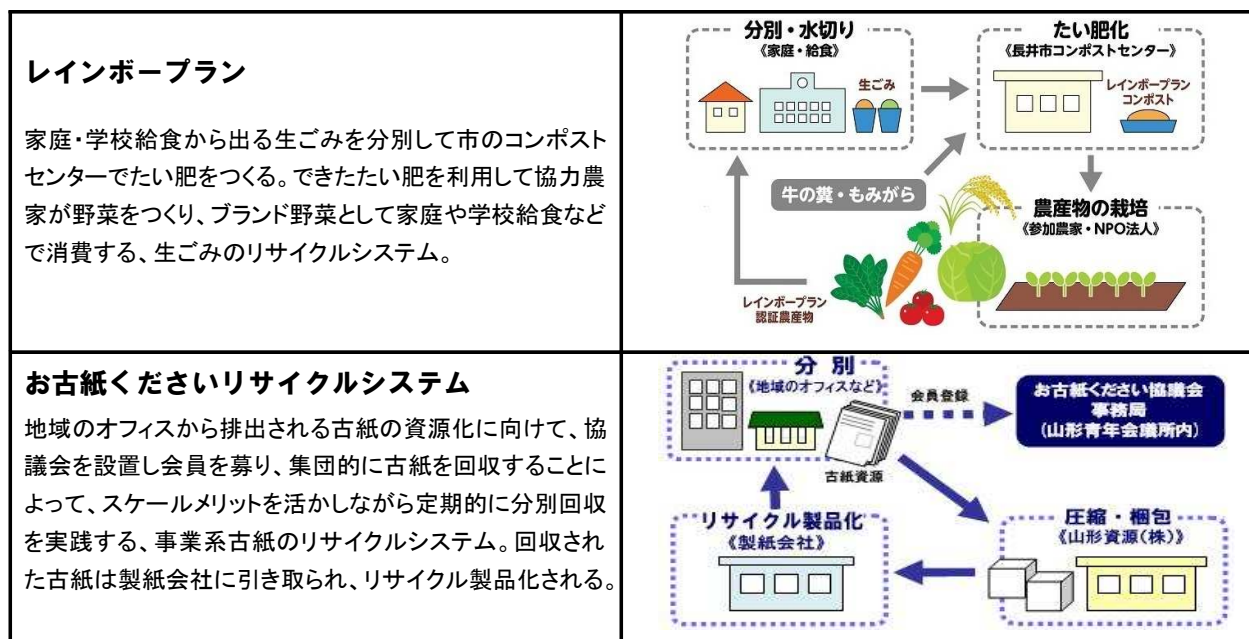 レインボープラン
家庭・学校給食から出る生ごみを分別して市のコンポスト
センターでたい肥をつくる。できたたい肥を利用して協力農
家が野菜をつくり、ブランド野菜として家庭や学校給食など
で消費する、生ごみのリサイクルシステム。
分別・水切り
《家庭・給食》
生ごみ
たい肥化
《長井市コンポストセンター》
レインボープラン
コンポスト
牛の糞・もみがら
農産物の栽培
《参加農家・NPO法人》
レインボープラン
認証農産物
お古紙くださいリサイクルシステム
地域のオフィスから排出される古紙の資源化に向けて、協
議会を設置し会員を募り、集団的に古紙を回収することに
よって、スケールメリットを活かしながら定期的に分別回収
を実践する、事業系古紙のリサイクルシステム。回収され
た古紙は製紙会社に引き取られ、リサイクル製品化される。
分別
《地域のオフィスなど》
会員登録
お古紙ください協議会
事務局
(山形青年会議所内)
古紙資源
リサイクル製品化
《製紙会社》
圧縮・梱包
《山形資源(株)》